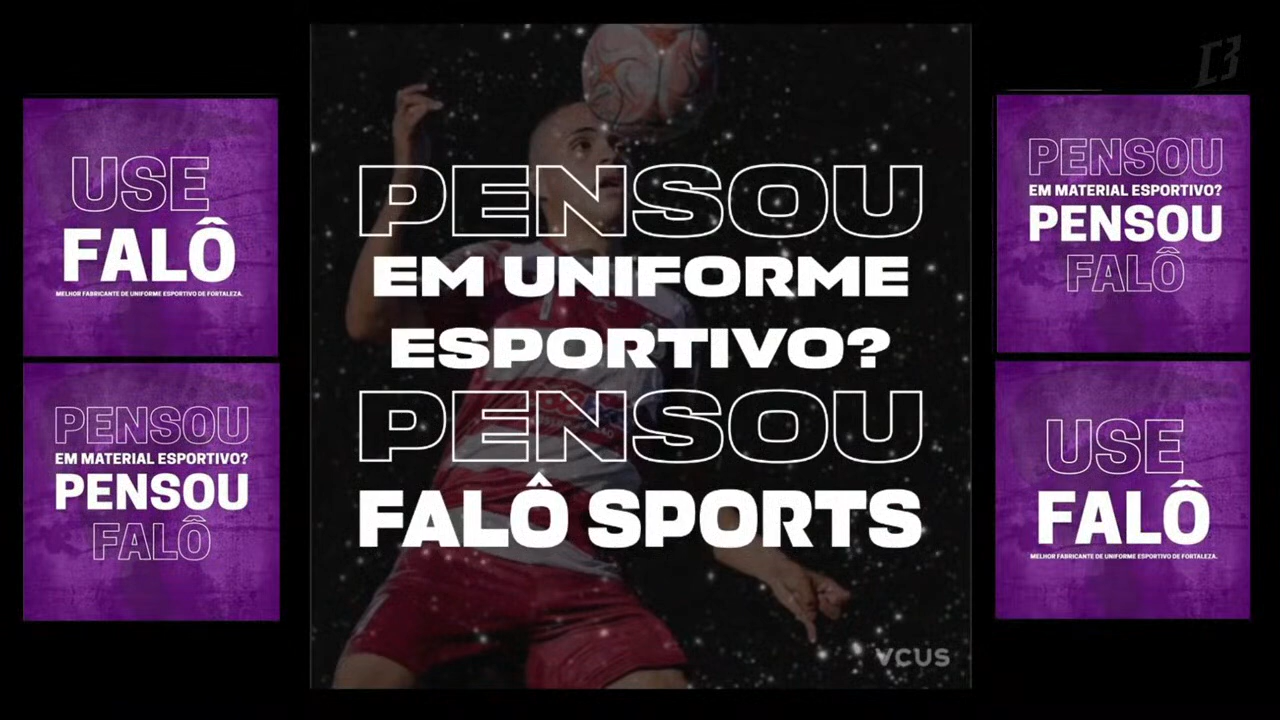 USE
FALÔ
MELHOR FABRICANTE DE UNIFORME ESPORTIVO DE FORTALEZA.
PENSOU
EM MATERIAL ESPORTIVO?
PENSOU
FALÔ
PENSOU
EM UNIFORME
ESPORTIVO?
PENSOU
FALÔ SPORTS
VCUS
C3
PENSOU
EM MATERIAL ESPORTIVO?
PENSOU
FALÔ
USE
FALÔ
MELHOR FABRICANTE DE UNIFORME ESPORTIVO DE FORTALEZA.